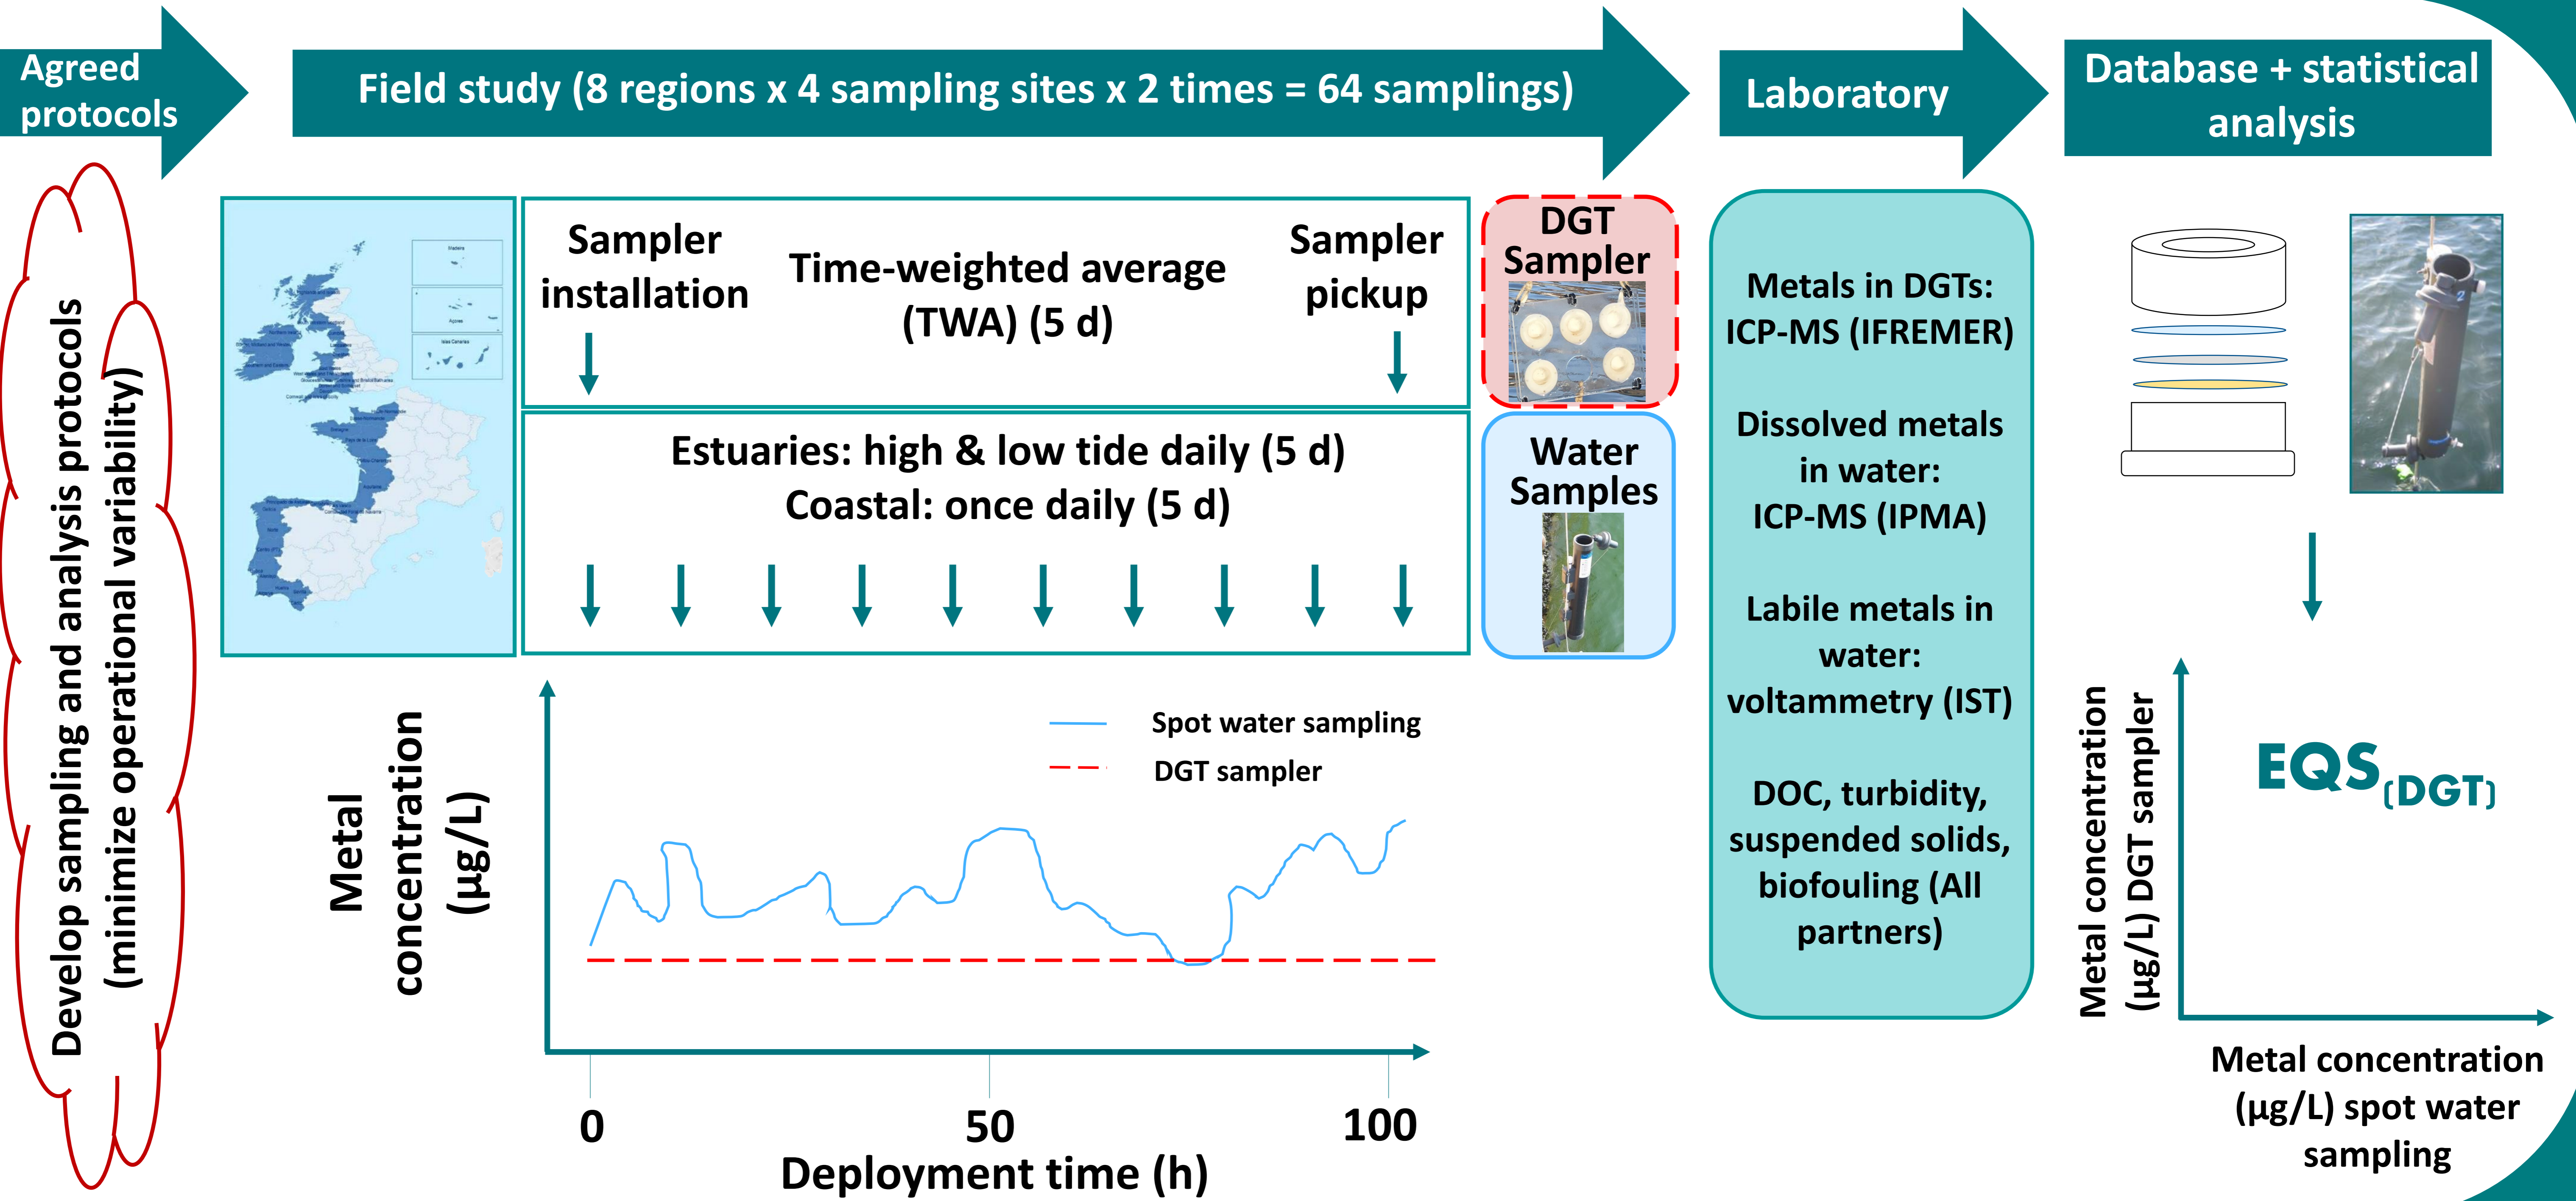 Agreed
protocols
Field study (8 regions x 4 sampling sites x 2 times = 64 samplings)
Laboratory
Database + statistical
analysis
Develop sampling and analysis protocols
(minimize operational variability)
Madeira
Açores
Islas Canarias
Sampler
installation
Time-weighted average
(TWA) (5 d)
Sampler
pickup
Estuaries: high & low tide daily (5 d)
Coastal: once daily (5 d)
DGT
Sampler
Water
Samples
Metals in DGTs:
ICP-MS (IFREMER)
Dissolved metals
in water:
ICP-MS (IPMA)
Labile metals in
water:
voltammetry (IST)
DOC, turbidity,
suspended solids,
biofouling (All
partners)
2
Metal
concentration
(µg/L)
Spot water sampling
DGT sampler
0
50
100
Deployment time (h)
Metal concentration
(µg/L) DGT sampler
EQS(DGT)
Metal concentration
(µg/L) spot water
sampling